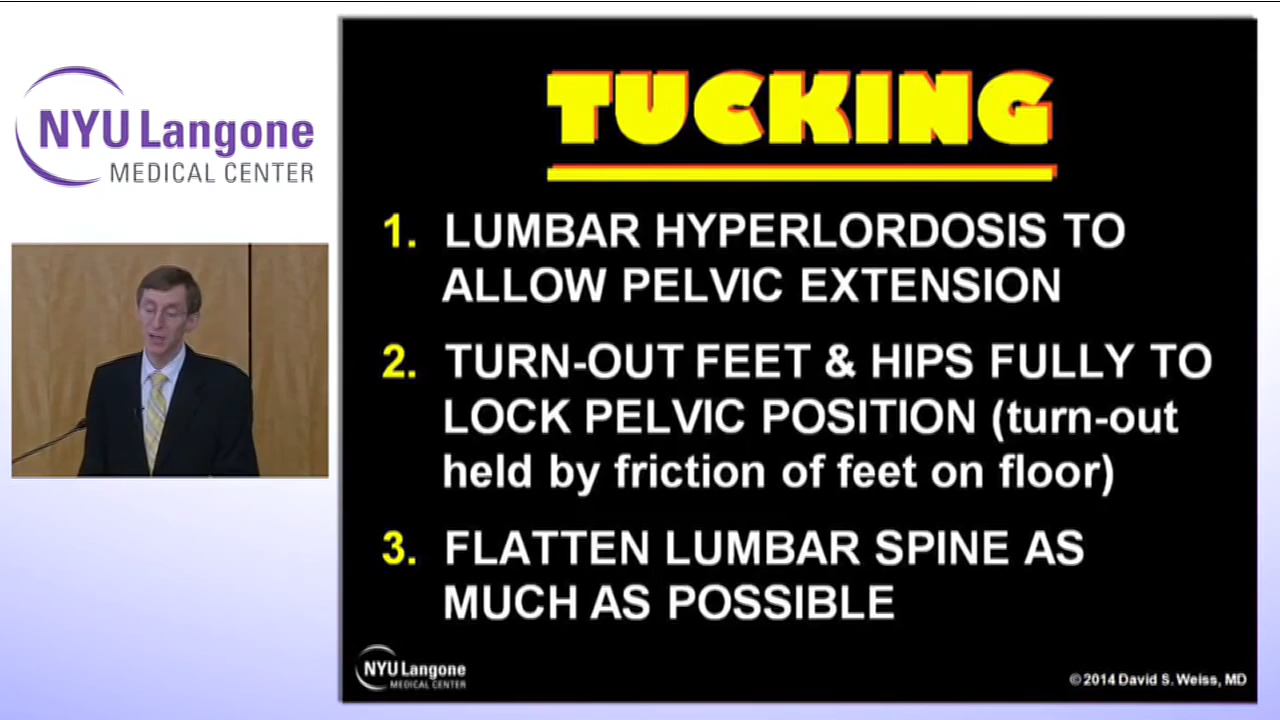 NYU Langone
MEDICAL CENTER
TUCKING
1. LUMBAR HYPERLORDOSIS TO
ALLOW PELVIC EXTENSION
2. TURN-OUT FEET & HIPS FULLY TO
LOCK PELVIC POSITION (turn-out
held by friction of feet on floor)
3. FLATTEN LUMBAR SPINE AS
MUCH AS POSSIBLE
NYU Langone
MEDICAL CENTER
©2014 David S. Weiss, MD